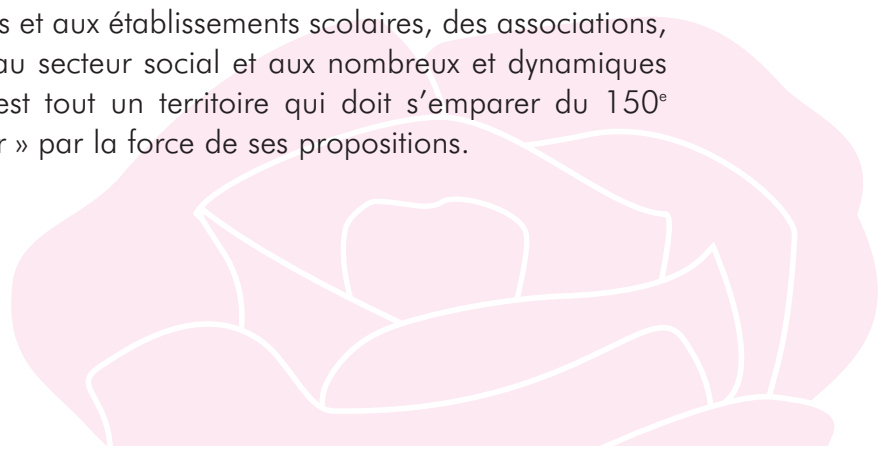 et aux établissements scolaires, des associations,
au secteur social et aux nombreux et dynamiques
est tout un territoire qui doit s’emparer du 150e
» par la force de ses propositions.